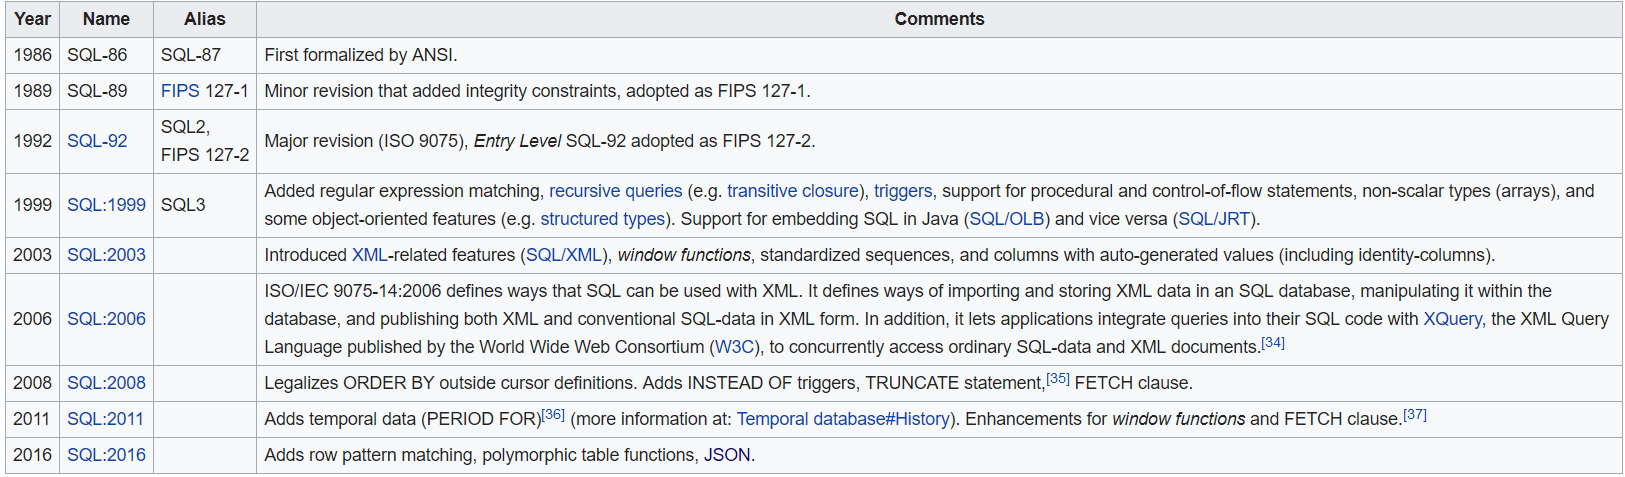 Year Name Alias Comments
1986 SQL-86 SQL-87 First formalized by ANSI.
1989 SQL-89 FIPS 127-1 Minor revision that added integrity constraints, adopted as FIPS 127-1.
1992 SQL-92 SQL2,
FIPS 127-2 Major revision (ISO 9075), Entry Level SQL-92 adopted as FIPS 127-2.
1999 SQL:1999 SQL3 Added regular expression matching, recursive queries (e.g. transitive closure), triggers, support for procedural and control-of-flow statements, non-scalar types (arrays), and
some object-oriented features (e.g. structured types). Support for embedding SQL in Java (SQL/OLB) and vice versa (SQL/JRT).
2003 SQL:2003 Introduced XML-related features (SQL/XML), window functions, standardized sequences, and columns with auto-generated values (including identity-columns).
2006 SQL:2006 ISO/IEC 9075-14:2006 defines ways that SQL can be used with XML. It defines ways of importing and storing XML data in an SQL database, manipulating it within the
database, and publishing both XML and conventional SQL-data in XML form. In addition, it lets applications integrate queries into their SQL code with XQuery, the XML Query
Language published by the World Wide Web Consortium (W3C), to concurrently access ordinary SQL-data and XML documents.[34]
2008 SQL:2008 Legalizes ORDER BY outside cursor definitions. Adds INSTEAD OF triggers, TRUNCATE statement,[35] FETCH clause.
2011 SQL:2011 Adds temporal data (PERIOD FOR)[36] (more information at: Temporal database#History). Enhancements for window functions and FETCH clause.[37]
2016 SQL:2016 Adds row pattern matching, polymorphic table functions, JSON.